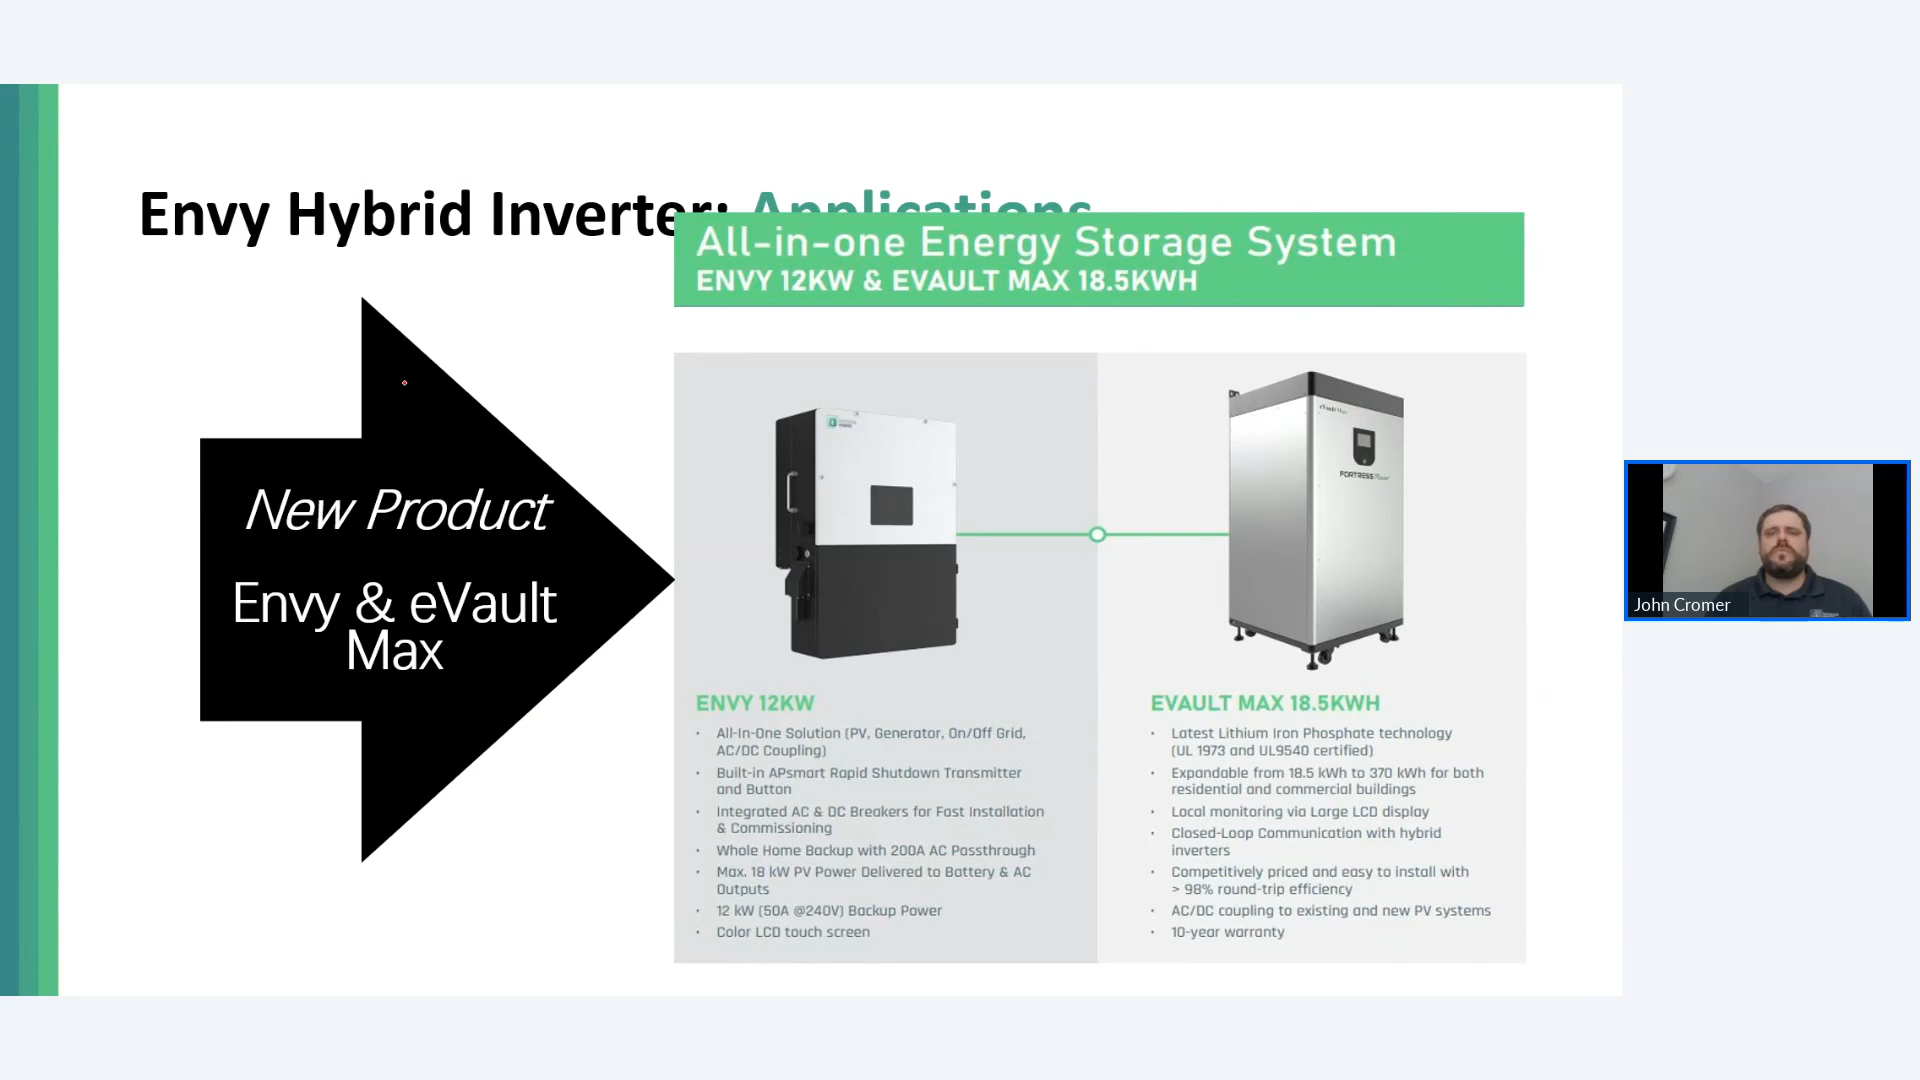 Envy Hybrid Inverter: Applications
All-in-one Energy Storage System
ENVY 12KW & EVAULT MAX 18.5KWH
New Product
Envy & eVault
Max
eVault Max
FORTRESS Power
ENVY 12KW
• All-In-One Solution (PV, Generator, On/Off Grid,
AC/DC Coupling)
• Built-in APsmart Rapid Shutdown Transmitter
and Button
• Integrated AC & DC Breakers for Fast Installation
& Commissioning
• Whole Home Backup with 200A AC Passthrough
• Max. 18 kW PV Power Delivered to Battery & AC
Outputs
• 12 kW (50A @240V) Backup Power
• Color LCD touch screen
EVAULT MAX 18.5KWH
• Latest Lithium Iron Phosphate technology
(UL 1973 and UL9540 certified)
• Expandable from 18.5 kWh to 370 kWh for both
residential and commercial buildings
• Local monitoring via Large LCD display
• Closed-Loop Communication with hybrid
inverters
• Competitively priced and easy to install with
> 98% round-trip efficiency
• AC/DC coupling to existing and new PV systems
• 10-year warranty
John Cromer